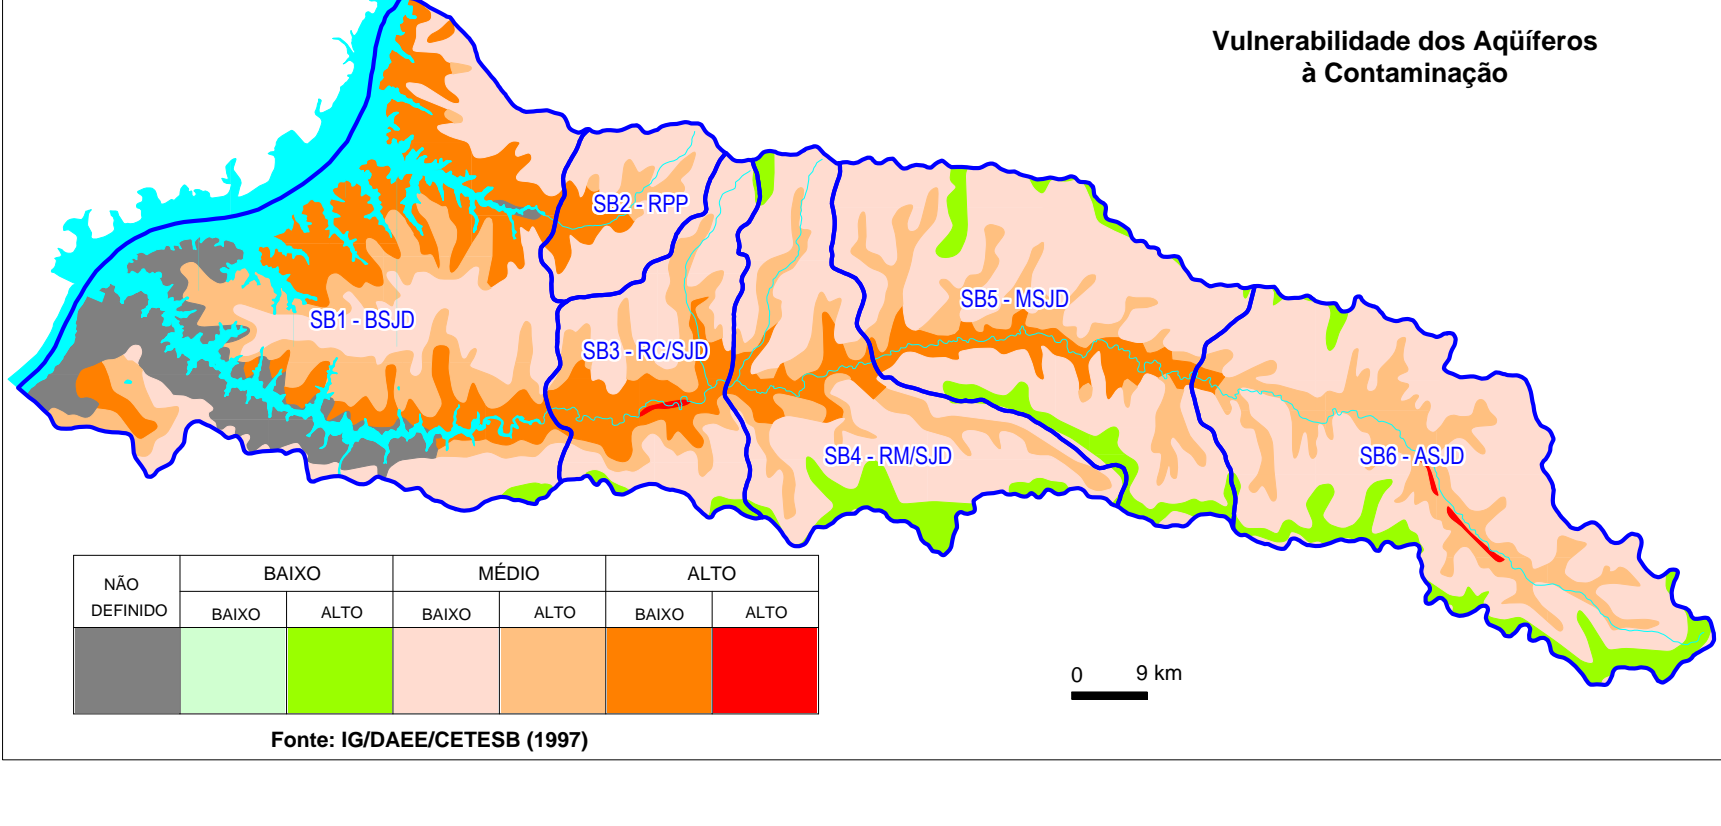 Vulnerabilidade dos Aqüíferos
à Contaminação
SB2 - RPP
SB5 - MSJD
SB1 - BSJD
SB3 - RC/SJD
SB4 - RM/SJD
SB6 - ASJD
NÃO DEFINIDO
BAIXO MÉDIO ALTO
BAIXO ALTO BAIXO ALTO BAIXO ALTO
0 9 km
Fonte: IG/DAEE/CETESB (1997)